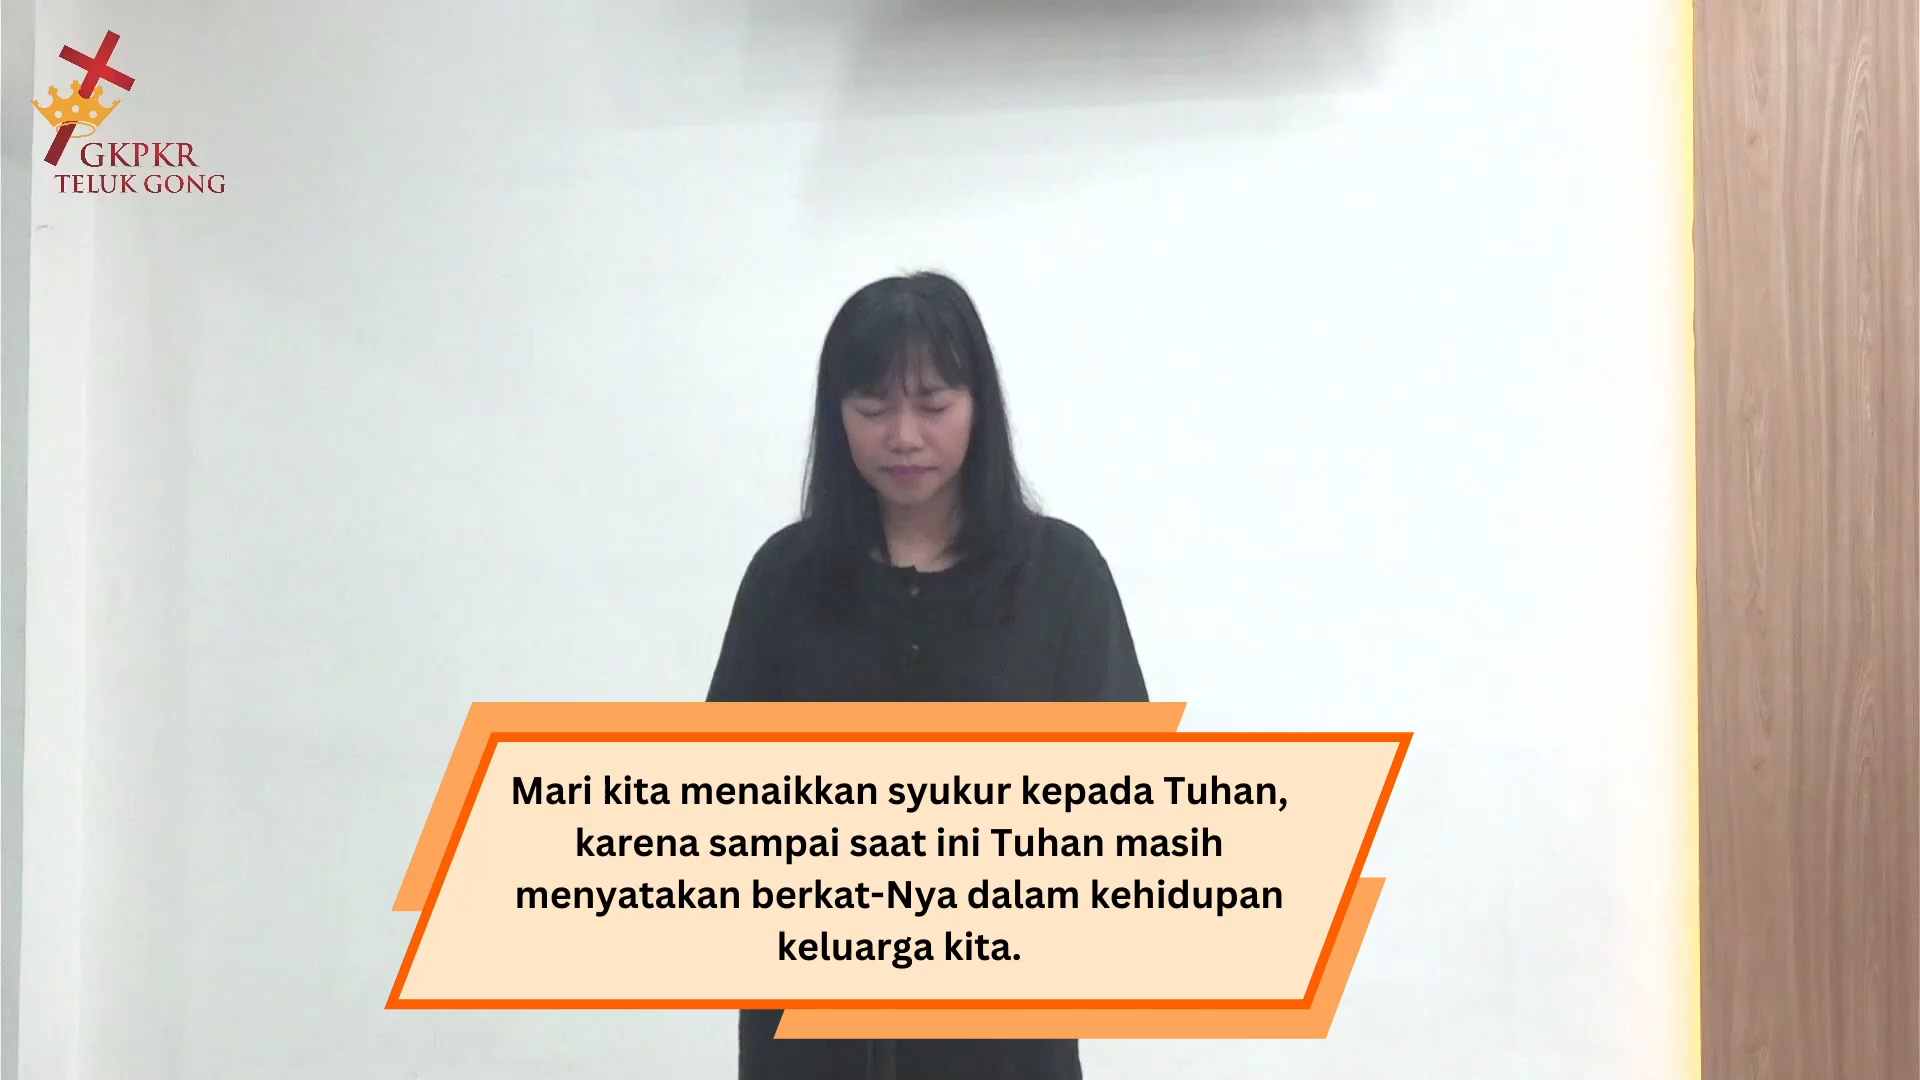 GKPKR
TELUK GONG
Mari kita menaikkan syukur kepada Tuhan,
karena sampai saat ini Tuhan masih
menyatakan berkat-Nya dalam kehidupan
keluarga kita.